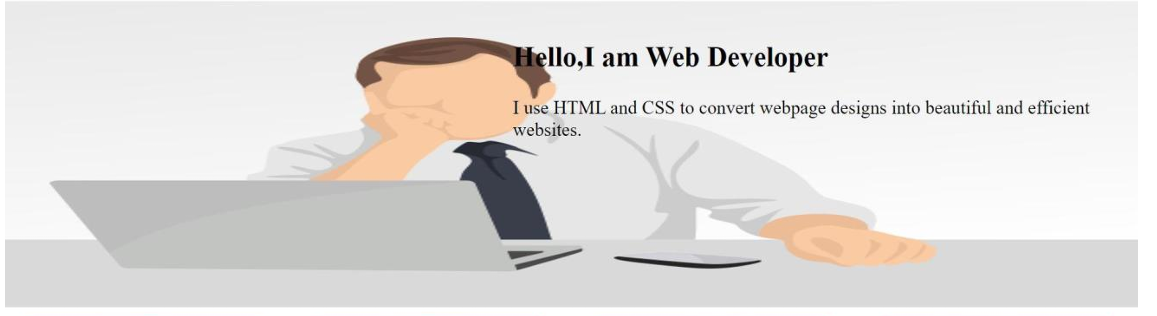 Hello,I am Web Developer
I use HTML and CSS to convert webpage designs into beautiful and efficient
websites.